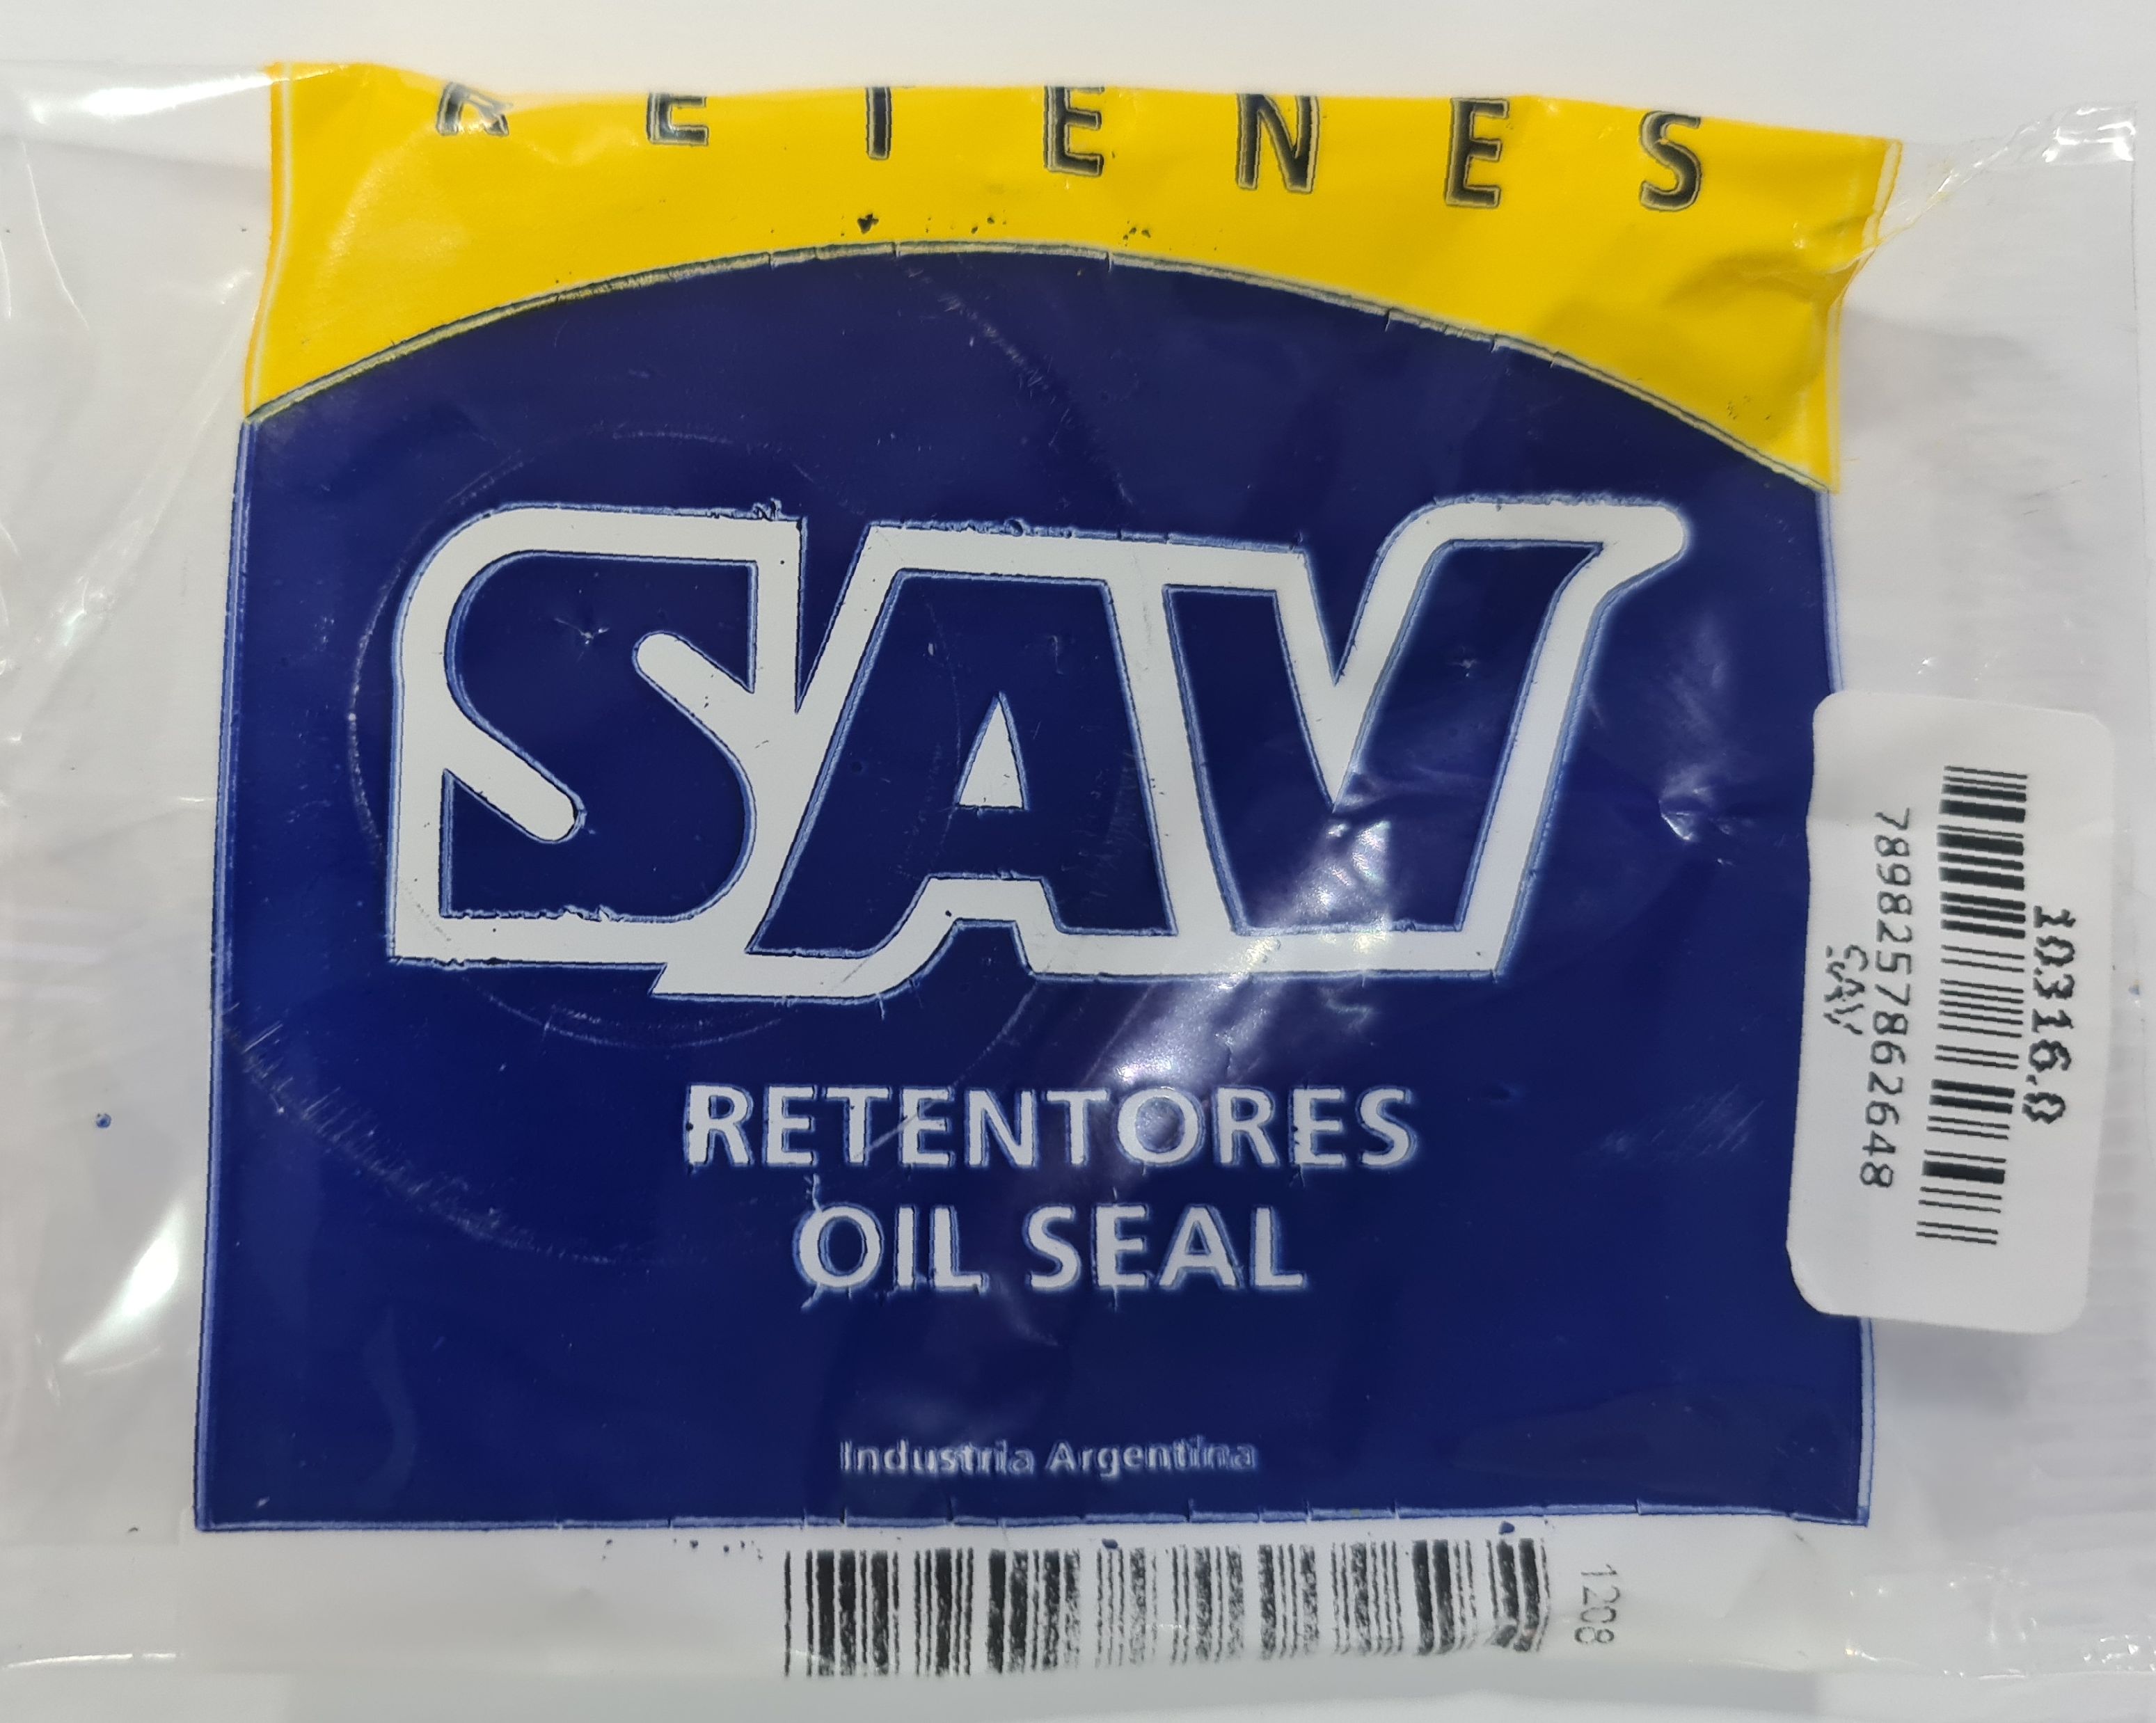 RETENES
SAV
RETENTORES
OIL SEAL
Industria Argentina
1208
10316.0
7898257862648
SAV